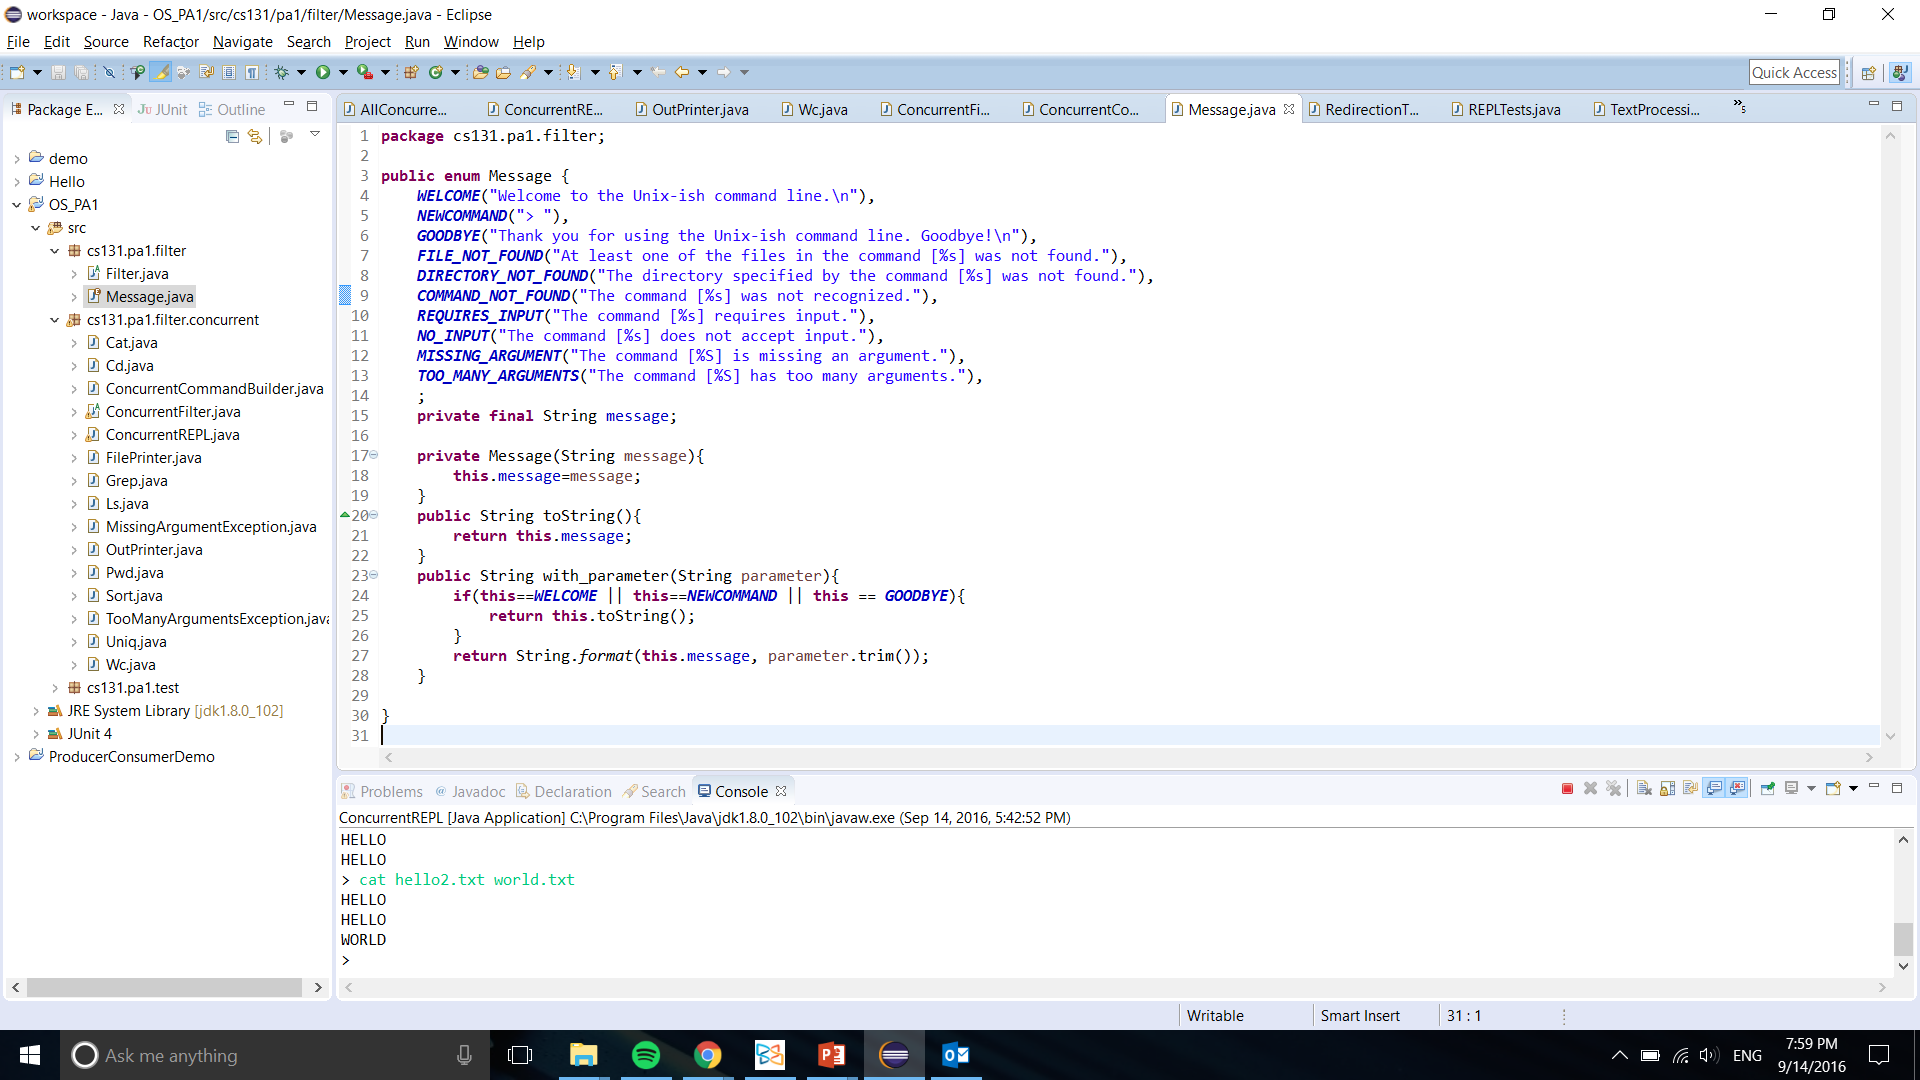 workspace - Java - OS_PA1/src/cs131/pa1/filter/Message.java - Eclipse
File Edit Source Refactor Navigate Search Project Run Window Help
Quick Access
Package E... JUnit Outline
demo
Hello
OS_PA1
src
cs131.pa1.filter
Filter.java
Message.java
cs131.pa1.filter.concurrent
Cat.java
Cd.java
ConcurrentCommandBuilder.java
ConcurrentFilter.java
ConcurrentREPL.java
FilePrinter.java
Grep.java
Ls.java
MissingArgumentException.java
OutPrinter.java
Pwd.java
Sort.java
TooManyArgumentsException.java
Uniq.java
Wc.java
cs131.pa1.test
JRE System Library [jdk1.8.0_102]
JUnit 4
ProducerConsumerDemo
AllConcurre... ConcurrentRE... OutPrinter.java Wc.java ConcurrentFi... ConcurrentCo... Message.java RedirectionT... REPLTests.java TextProcessi... »5
1 package cs131.pa1.filter;
2
3 public enum Message {
4 WELCOME("Welcome to the Unix-ish command line.\n"),
5 NEWCOMMAND("> "),
6 GOODBYE("Thank you for using the Unix-ish command line. Goodbye!\n"),
7 FILE_NOT_FOUND("At least one of the files in the command [%s] was not found."),
8 DIRECTORY_NOT_FOUND("The directory specified by the command [%s] was not found."),
9 COMMAND_NOT_FOUND("The command [%s] was not recognized."),
10 REQUIRES_INPUT("The command [%s] requires input."),
11 NO_INPUT("The command [%s] does not accept input."),
12 MISSING_ARGUMENT("The command [%S] is missing an argument."),
13 TOO_MANY_ARGUMENTS("The command [%S] has too many arguments."),
14 ;
15 private final String message;
16
17 private Message(String message){
18 this.message=message;
19 }
20 public String toString(){
21 return this.message;
22 }
23 public String with_parameter(String parameter){
24 if(this==WELCOME || this==NEWCOMMAND || this == GOODBYE){
25 return this.toString();
26 }
27 return String.format(this.message, parameter.trim());
28 }
29
30 }
31
Problems @ Javadoc Declaration Search Console
ConcurrentREPL [Java Application] C:\Program Files\Java\jdk1.8.0_102\bin\javaw.exe (Sep 14, 2016, 5:42:52 PM)
HELLO
HELLO
> cat hello2.txt world.txt
HELLO
HELLO
WORLD
>
Writable Smart Insert 31 : 1
Ask me anything
ENG
7:59 PM
9/14/2016